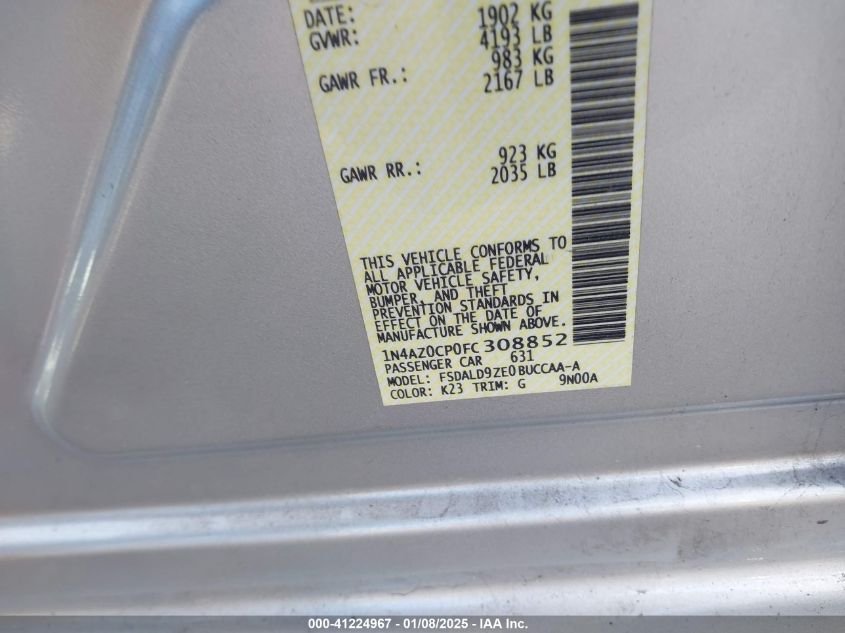 DATE: 1902 KG
GVWR: 4193 LB
983 KG
GAWR FR.: 2167 LB
923 KG
GAWR RR.: 2035 LB
THIS VEHICLE CONFORMS TO
ALL APPLICABLE FEDERAL
MOTOR VEHICLE SAFETY,
BUMPER, AND THEFT
PREVENTION STANDARDS IN
EFFECT ON THE DATE OF
MANUFACTURE SHOWN ABOVE.
1N4AZ0CP0FC308852
PASSENGER CAR 631
MODEL: FSDALD9ZE0BUCCAA-A
COLOR: K23 TRIM: G 9N00A
000-41224967 - 01/08/2025 - IAA Inc.